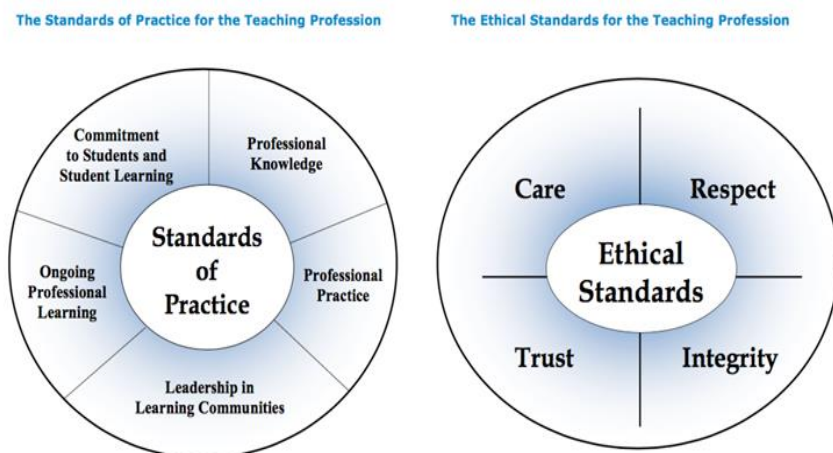 The Standards of Practice for the Teaching Profession
Commitment
to Students and
Student Learning
Professional
Knowledge
Ongoing
Professional
Learning
Standards
of
Practice
Professional
Practice
Leadership in
Learning Communities
The Ethical Standards for the Teaching Profession
Care
Respect
Ethical
Standards
Trust
Integrity